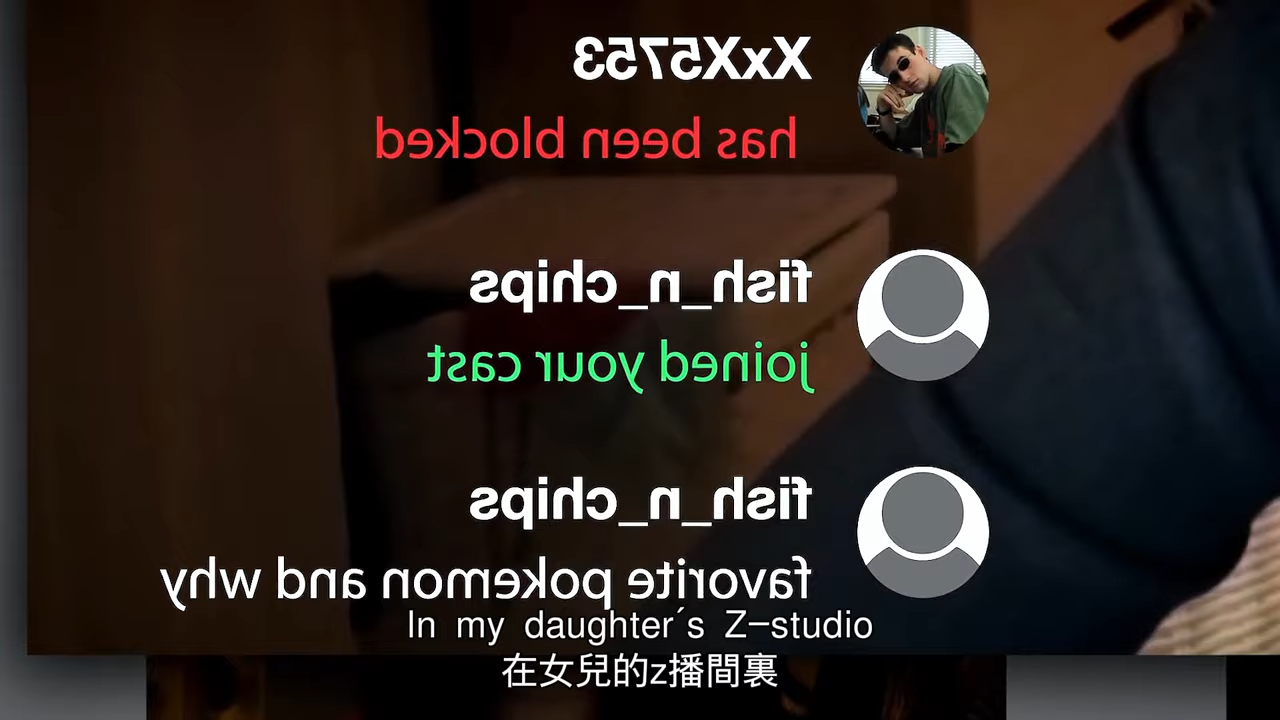 XxX5753
has been blocked
fish_n_chips
joined your cast
fish_n_chips
favorite pokemon and why
In my daughter´s Z-studio
在女兒的z播間裏